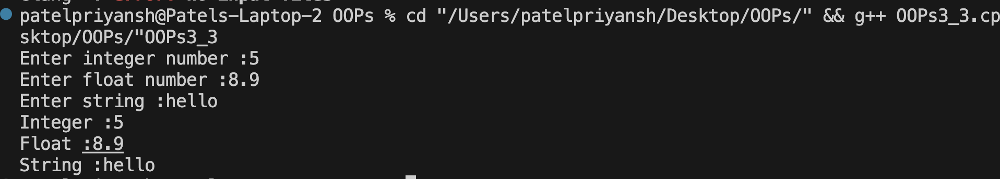 patelpriyansh@Patels-Laptop-2 OOPs % cd "/Users/patelpriyansh/Desktop/OOPs/" && g++ OOPs3_3.cp
sktop/OOPs/"OOPs3_3
Enter integer number :5
Enter float number :8.9
Enter string :hello
Integer :5
Float :8.9
String :hello